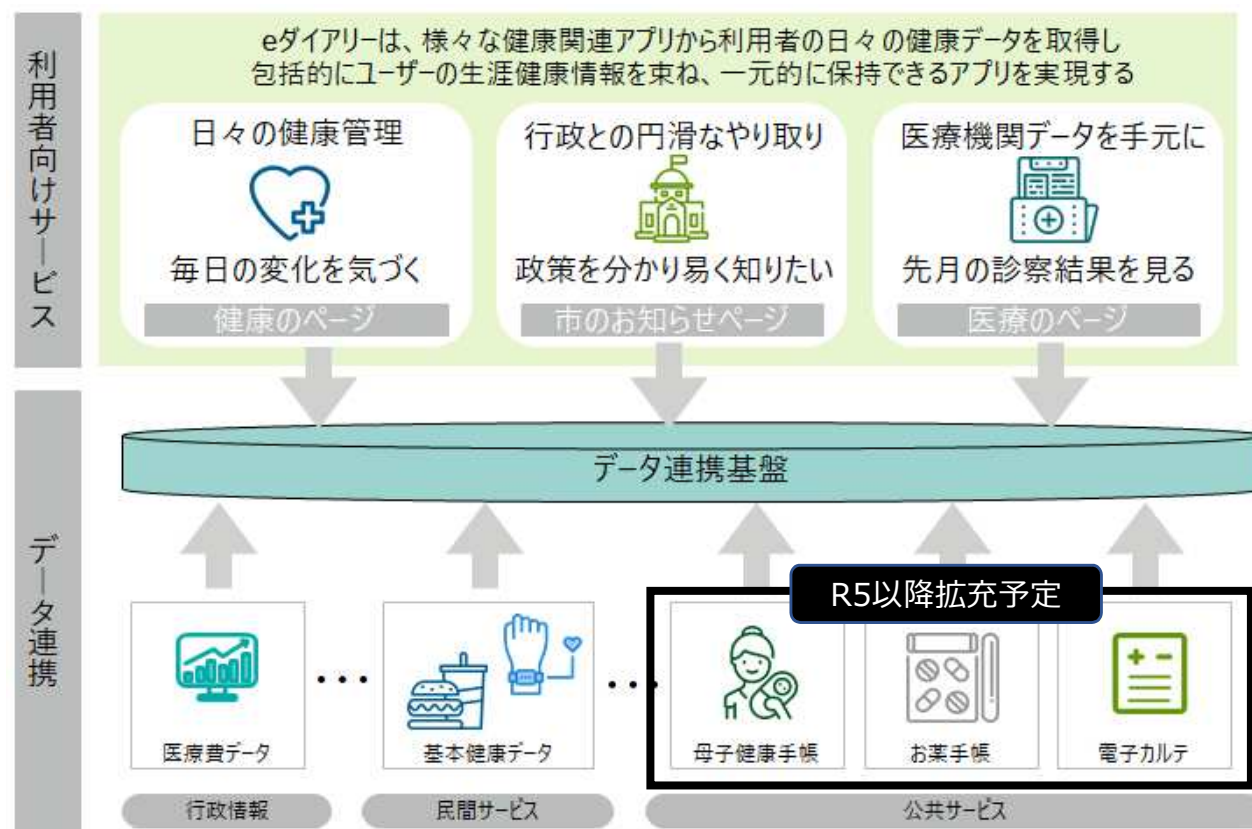 利用者向けサービス
eダイアリーは、様々な健康関連アプリから利用者の日々の健康データを取得し
包括的にユーザーの生涯健康情報を束ね、一元的に保持できるアプリを実現する
日々の健康管理
毎日の変化を気づく
健康のページ
行政との円滑なやり取り
政策を分かり易く知りたい
市のお知らせページ
医療機関データを手元に
先月の診察結果を見る
医療のページ
データ連携
データ連携基盤
R5以降拡充予定
医療費データ
・・・
基本健康データ
・・・
母子健康手帳
お薬手帳
電子カルテ
行政情報
民間サービス
公共サービス